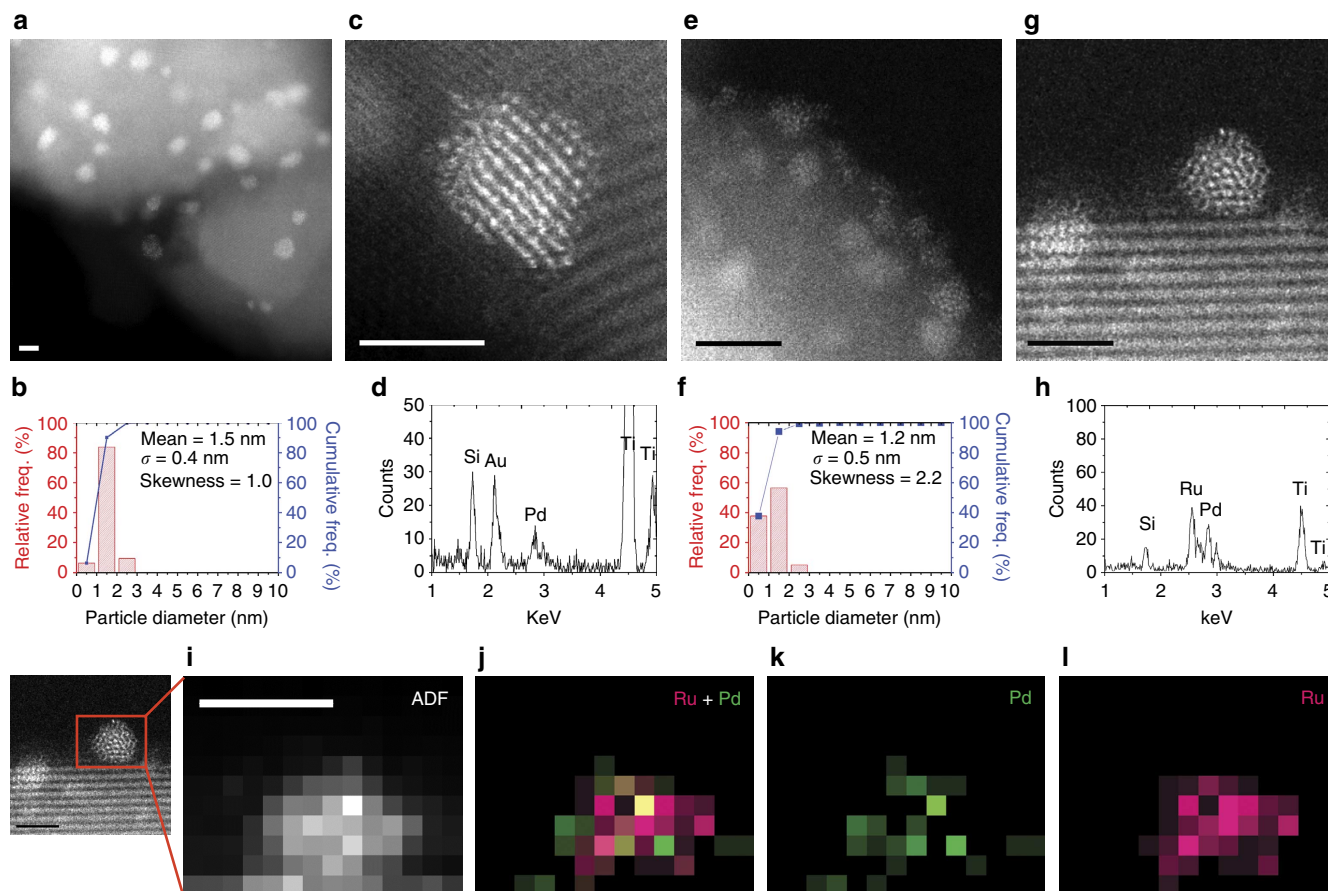 a
c
e
g
b
100
80
60
40
20
0
Relative freq. (%)
Mean = 1.5 nm
σ = 0.4 nm
Skewness = 1.0
100
80
60
40
20
0
Cumulative freq. (%)
0 1 2 3 4 5 6 7 8 9 10
Particle diameter (nm)
d
50
40
30
20
10
0
Counts
Si Au
Pd
Ti
Ti
1 2 3 4 5
KeV
f
100
80
60
40
20
0
Relative freq. (%)
Mean = 1.2 nm
σ = 0.5 nm
Skewness = 2.2
100
80
60
40
20
0
Cumulative freq. (%)
0 1 2 3 4 5 6 7 8 9 10
Particle diameter (nm)
h
100
80
60
40
20
0
Counts
Si
Ru
Pd
Ti
Ti
1 2 3 4 5
keV
i
ADF
j
Ru + Pd
k
Pd
l
Ru